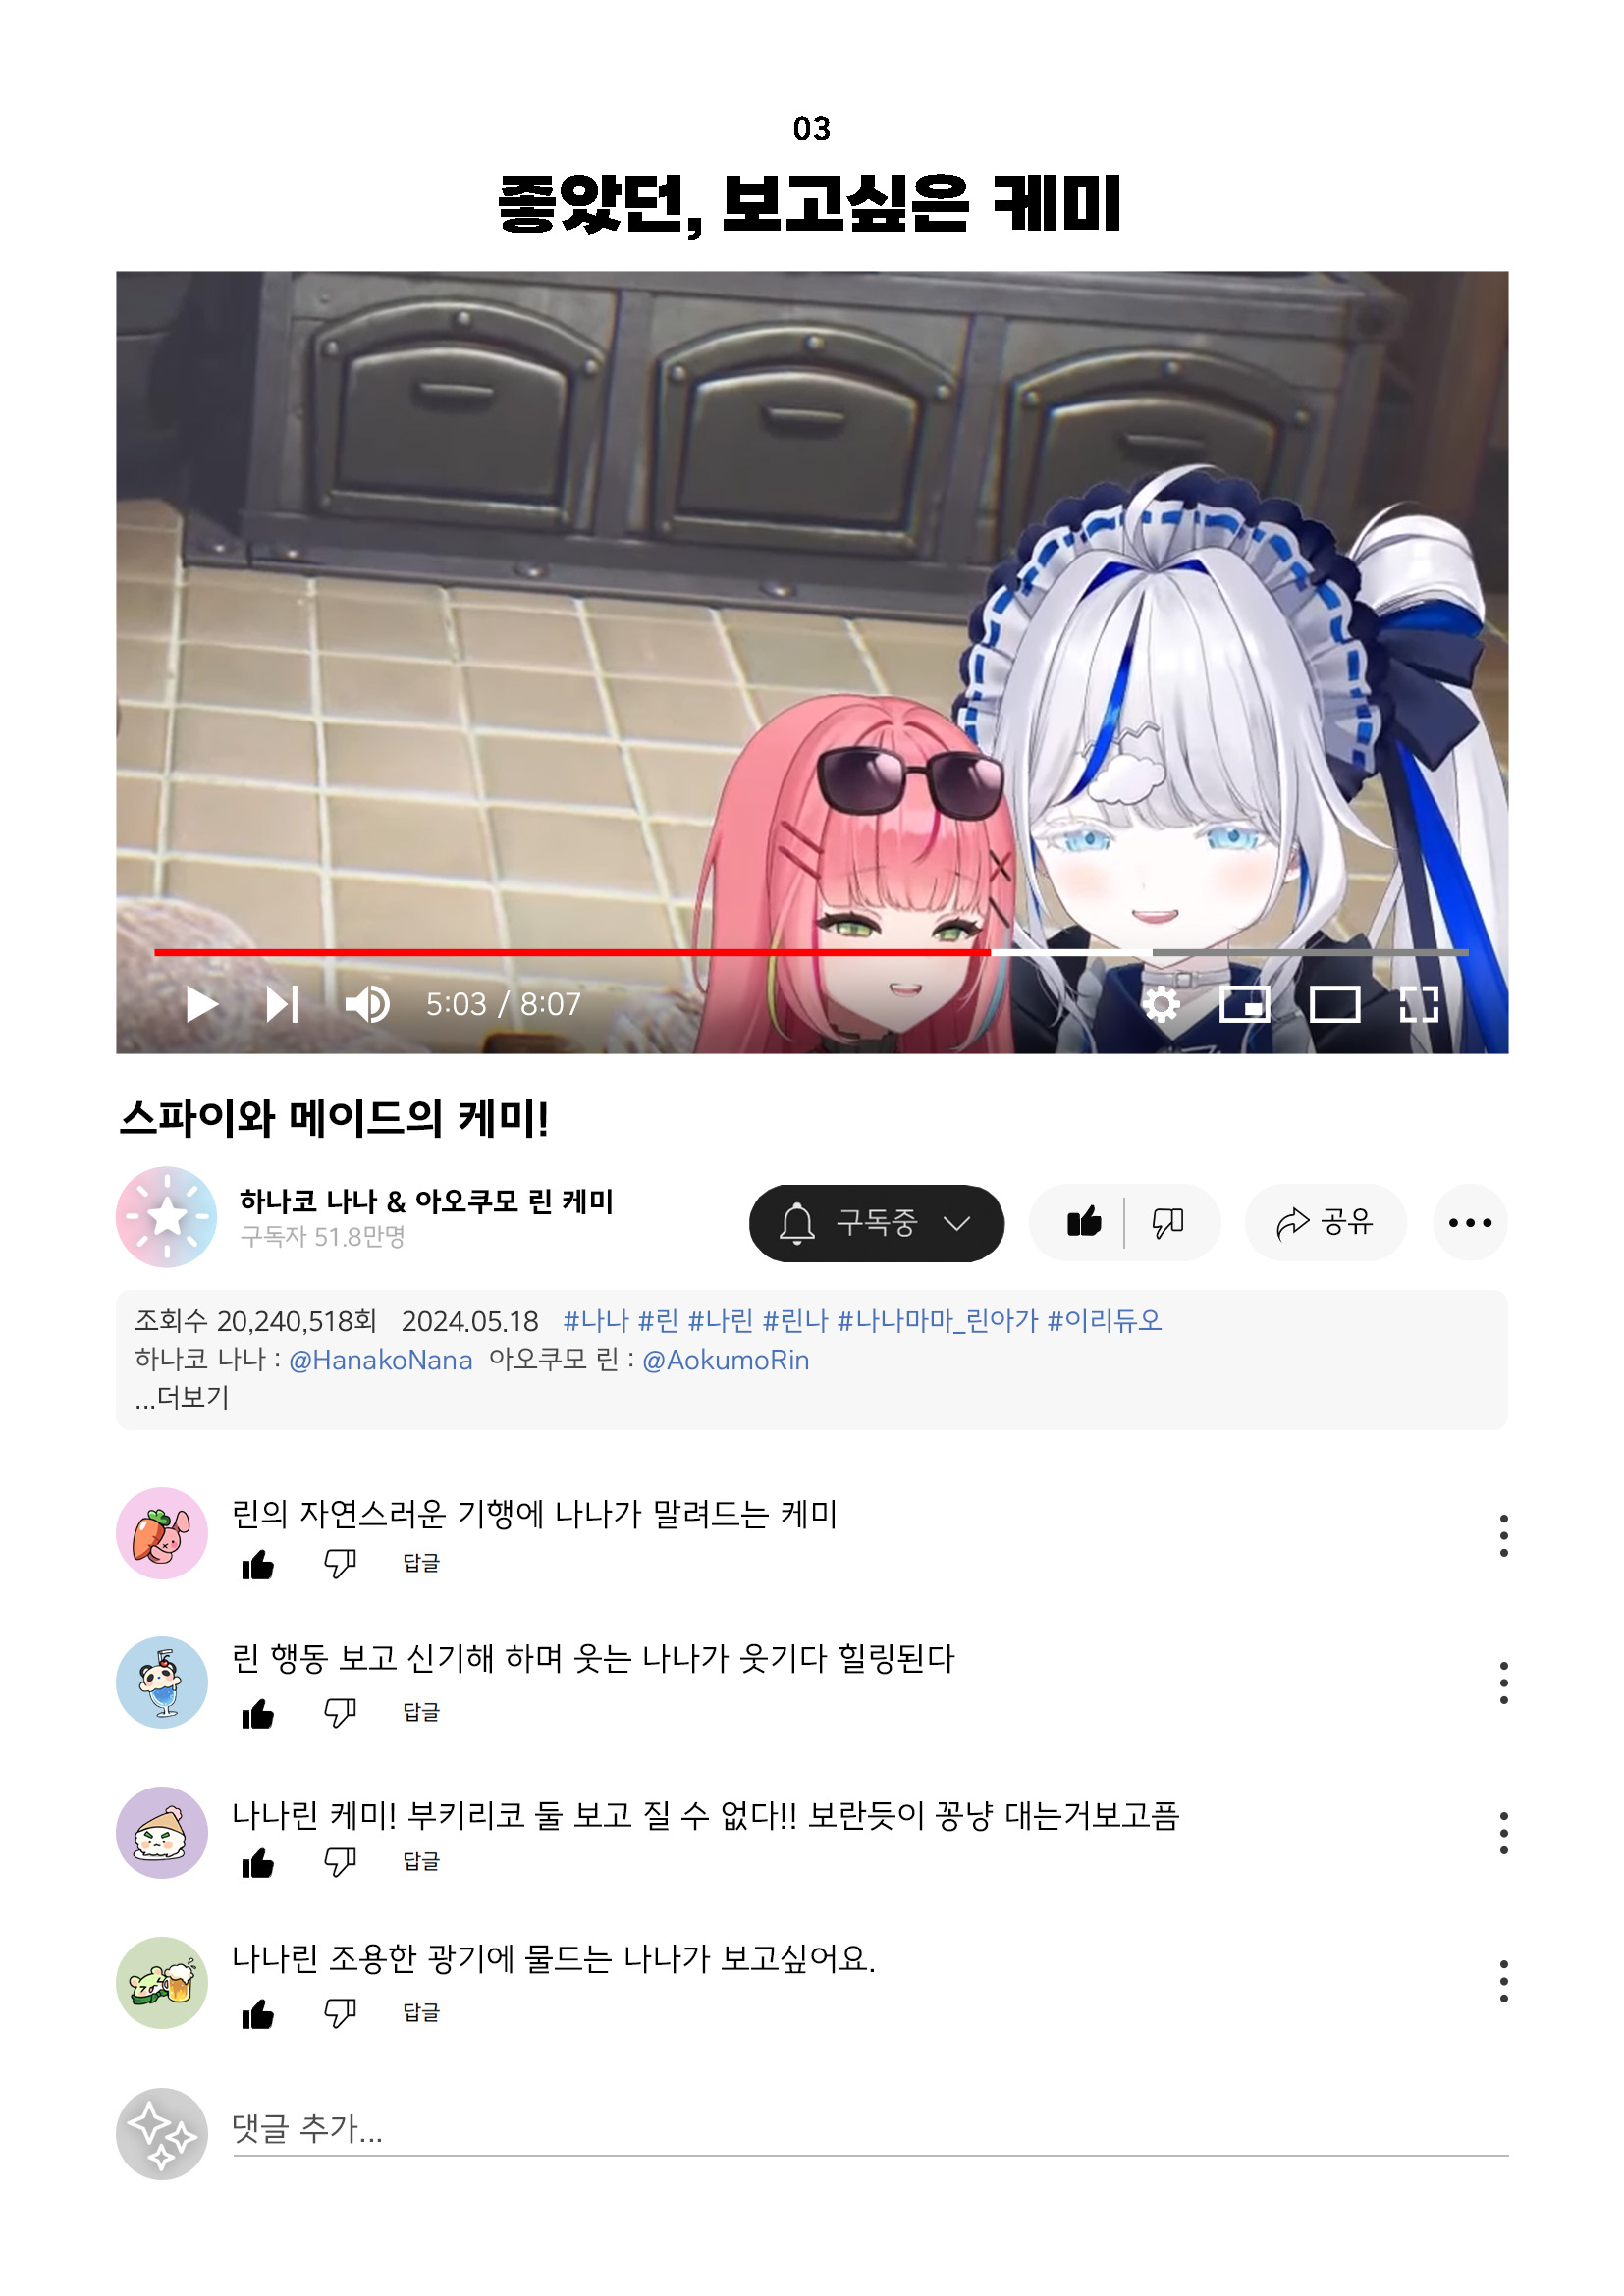 03
좋았던, 보고싶은 케미
5:03 / 8:07
스파이와 메이드의 케미!
하나코 나나 & 아오쿠모 린 케미
구독자 51.8만명
구독중
공유
조회수 20,240,518회 2024.05.18 #나나 #린 #나린 #린나 #나나마마_린아가 #이리듀오
하나코 나나 : @HanakoNana 아오쿠모 린 : @AokumoRin
...더보기
린의 자연스러운 기행에 나나가 말려드는 케미
답글
린 행동 보고 신기해 하며 웃는 나나가 웃기다 힐링된다
답글
나나린 케미! 부키리코 둘 보고 질 수 없다!! 보란듯이 꽁냥 대는거보고픔
답글
나나린 조용한 광기에 물드는 나나가 보고싶어요.
답글
댓글 추가...